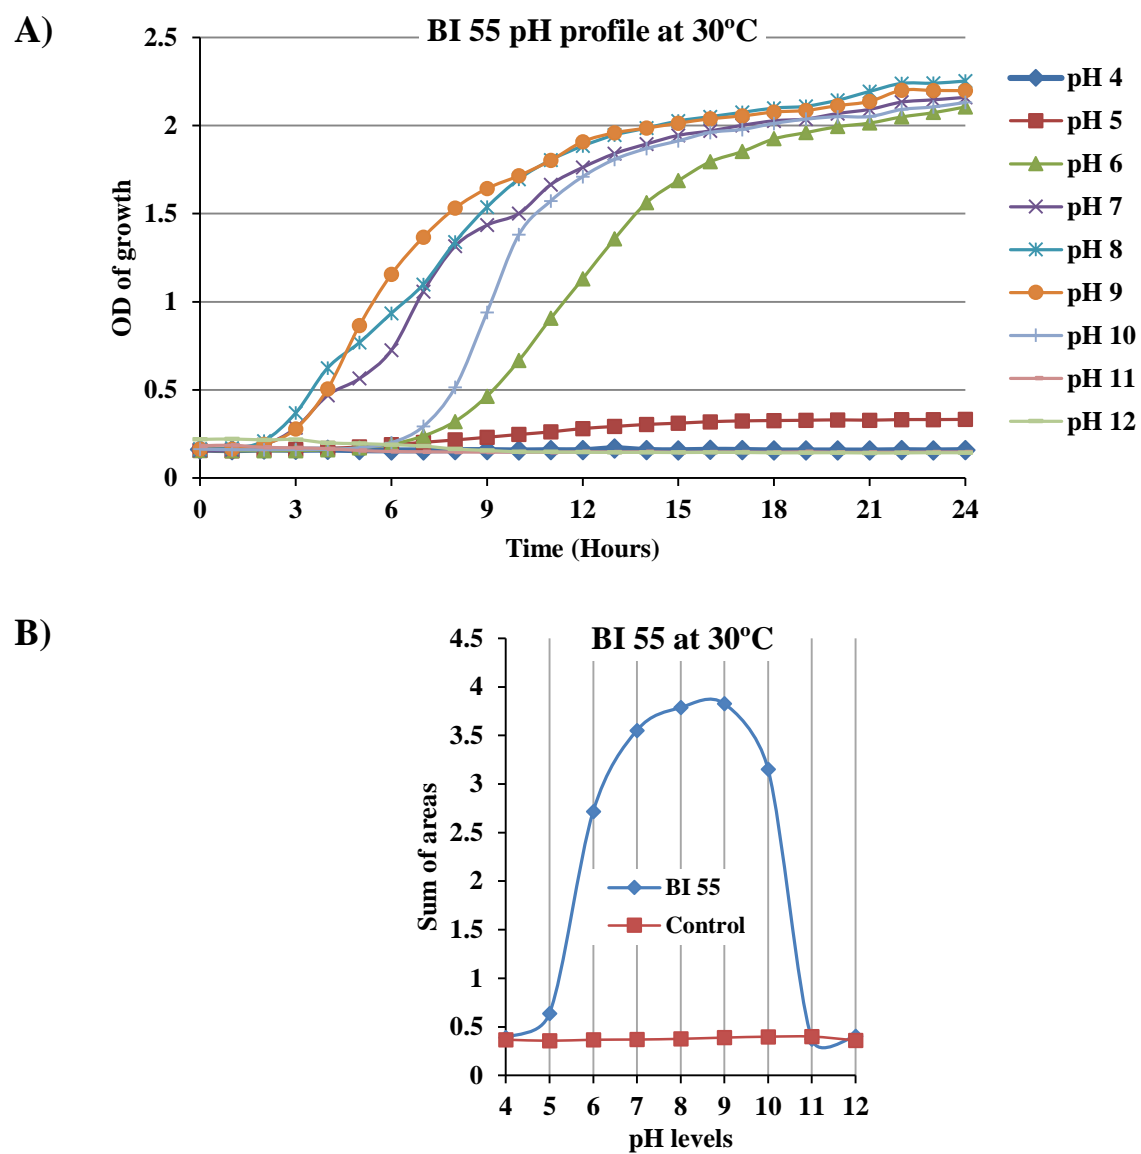 A)
BI 55 pH profile at 30ºC
2.5
2
1.5
1
0.5
0
OD of growth
0 3 6 9 12 15 18 21 24
Time (Hours)
pH 4
pH 5
pH 6
pH 7
pH 8
pH 9
pH 10
pH 11
pH 12
B)
BI 55 at 30ºC
4.5
4
3.5
3
2.5
2
1.5
1
0.5
0
Sum of areas
BI 55
Control
4 5 6 7 8 9 10 11 12
pH levels